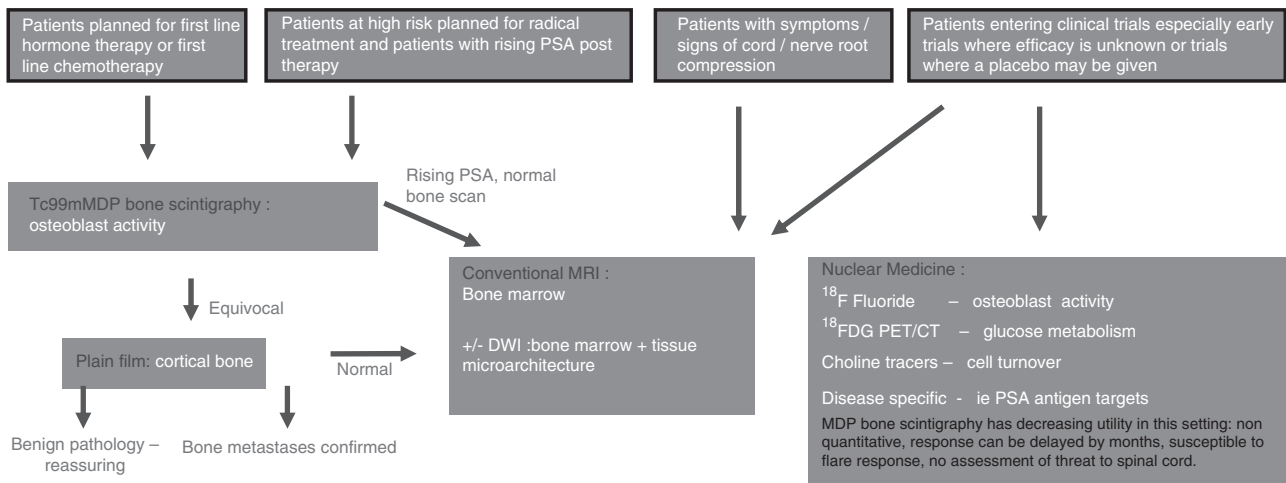 Patients planned for first line
hormone therapy or first
line chemotherapy
Patients at high risk planned for radical
treatment and patients with rising PSA post
therapy
Patients with symptoms /
signs of cord / nerve root
compression
Patients entering clinical trials especially early
trials where efficacy is unknown or trials
where a placebo may be given
Rising PSA, normal
bone scan
Tc99mMDP bone scintigraphy :
osteoblast activity
Equivocal
Plain film: cortical bone
Normal
Benign pathology –
reassuring
Bone metastases confirmed
Conventional MRI :
Bone marrow
+/- DWI :bone marrow + tissue
microarchitecture
Nuclear Medicine :
18F Fluoride – osteoblast activity
18FDG PET/CT – glucose metabolism
Choline tracers – cell turnover
Disease specific - ie PSA antigen targets
MDP bone scintigraphy has decreasing utility in this setting: non
quantitative, response can be delayed by months, susceptible to
flare response, no assessment of threat to spinal cord.